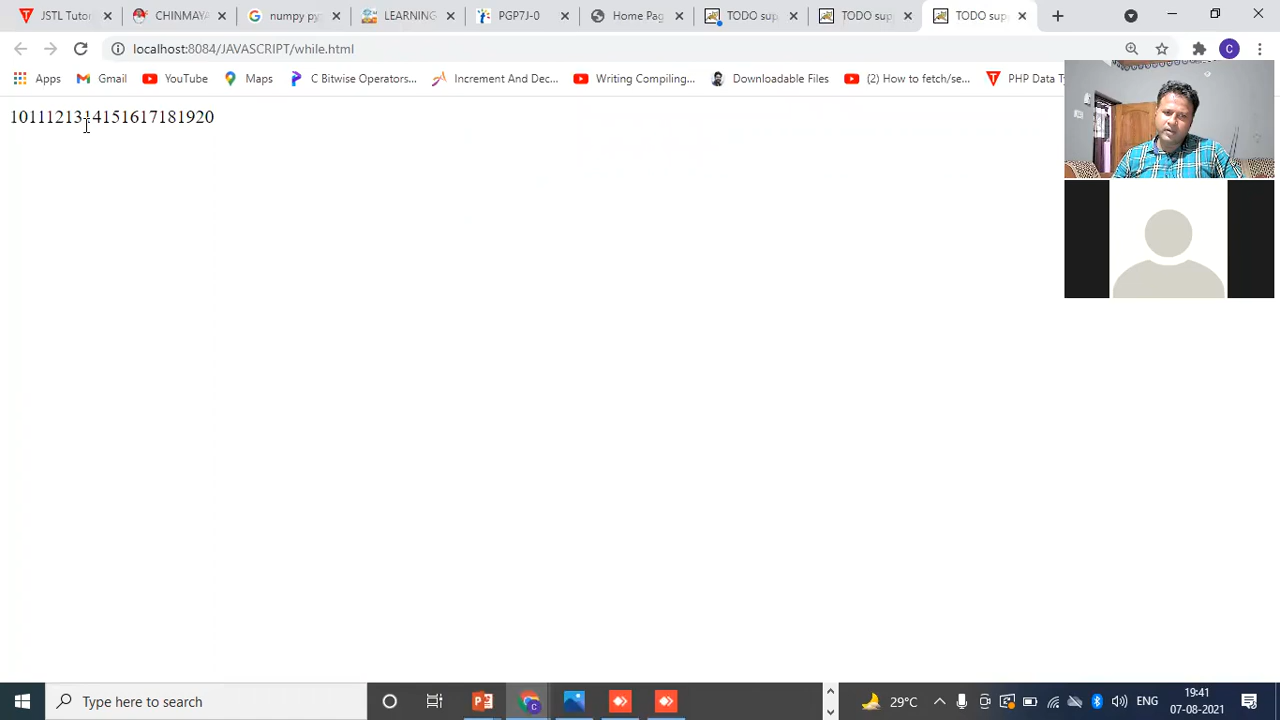 JSTL Tutor
CHINMAYA
numpy py
LEARNING
PGP7J-6
Home Pag
TODO sup
TODO sup
TODO sup
localhost:8084/JAVASCRIPT/while.html
C
Apps
Gmail
YouTube
Maps
C Bitwise Operators...
Increment And Dec...
Writing Compiling...
Downloadable Files
(2) How to fetch/se...
PHP Data Ty
1011121314151617181920
Type here to search
29°C
ENG
19:41
07-08-2021